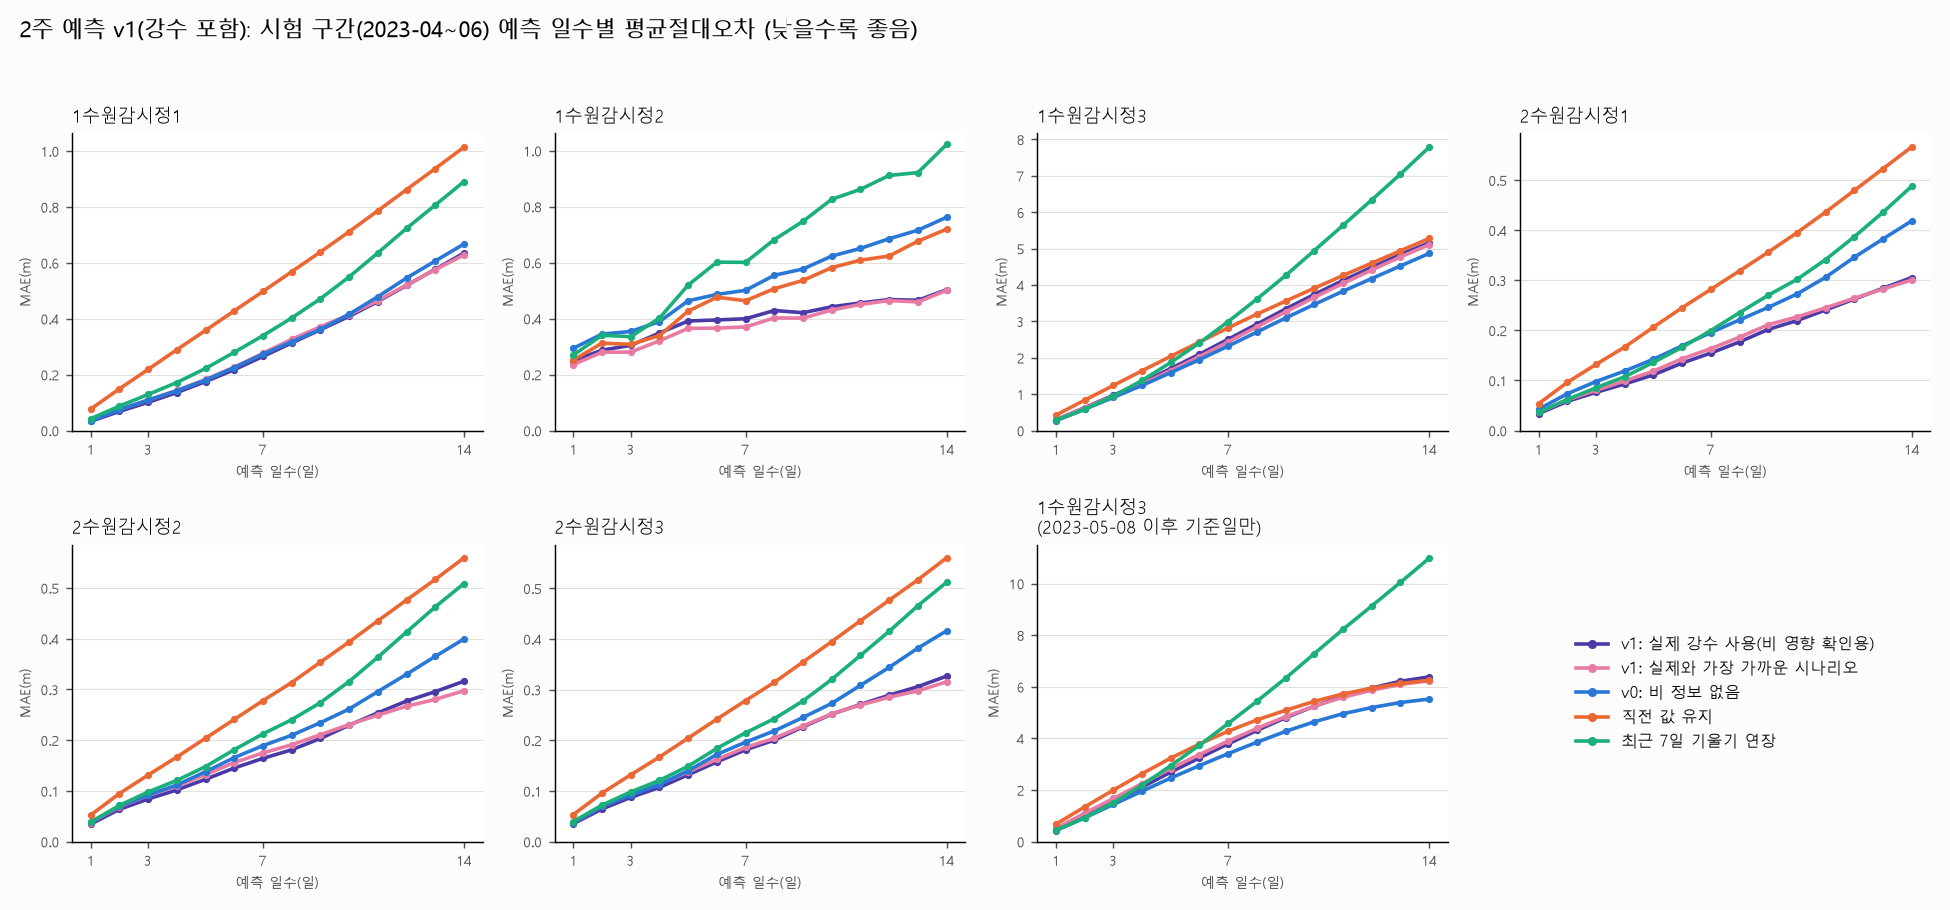 2주 예측 v1(강수 포함): 시험 구간(2023-04~06) 예측 일수별 평균절대오차 (낮을수록 좋음)
1수원감시정1
MAE(m)
1.0
0.8
0.6
0.4
0.2
0.0
1 3 7 14
예측 일수(일)
1수원감시정2
MAE(m)
1.0
0.8
0.6
0.4
0.2
0.0
1 3 7 14
예측 일수(일)
1수원감시정3
MAE(m)
8
7
6
5
4
3
2
1
0
1 3 7 14
예측 일수(일)
2수원감시정1
MAE(m)
0.5
0.4
0.3
0.2
0.1
0.0
1 3 7 14
예측 일수(일)
2수원감시정2
MAE(m)
0.5
0.4
0.3
0.2
0.1
0.0
1 3 7 14
예측 일수(일)
2수원감시정3
MAE(m)
0.5
0.4
0.3
0.2
0.1
0.0
1 3 7 14
예측 일수(일)
1수원감시정3
(2023-05-08 이후 기준일만)
MAE(m)
10
8
6
4
2
0
1 3 7 14
예측 일수(일)
v1: 실제 강수 사용(비 영향 확인용)
v1: 실제와 가장 가까운 시나리오
v0: 비 정보 없음
직전 값 유지
최근 7일 기울기 연장